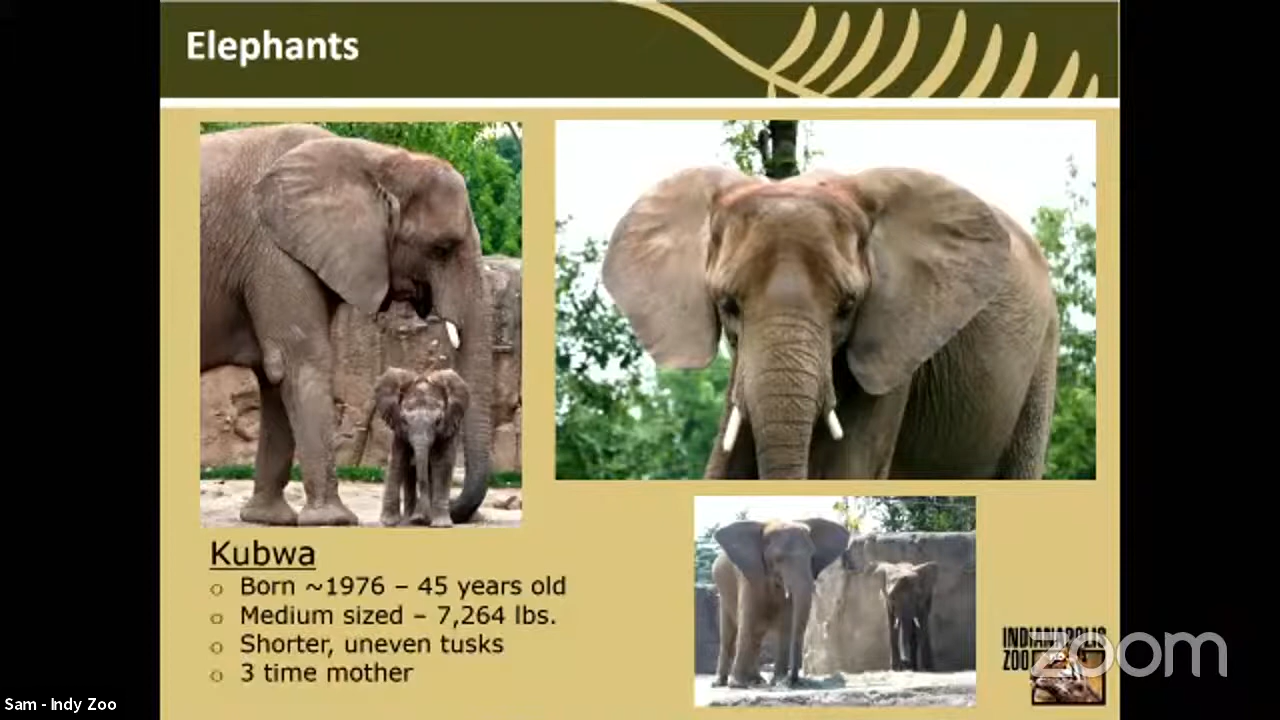 Elephants
Kubwa
o Born ~1976 – 45 years old
o Medium sized – 7,264 lbs.
o Shorter, uneven tusks
o 3 time mother
INDIANAPOLIS
ZOO
zoom
Sam - Indy Zoo